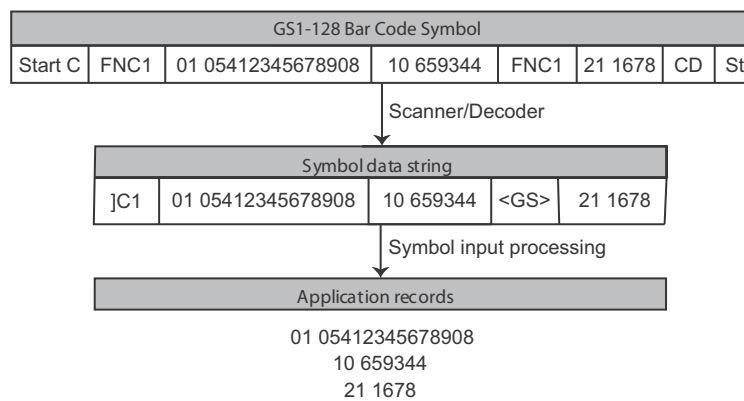 GS1-128 Bar Code Symbol
Start C FNC1 01 05412345678908 10 659344 FNC1 21 1678 CD St
Scanner/Decoder
Symbol data string
]C1 01 05412345678908 10 659344 <GS> 21 1678
Symbol input processing
Application records
01 05412345678908
10 659344
21 1678